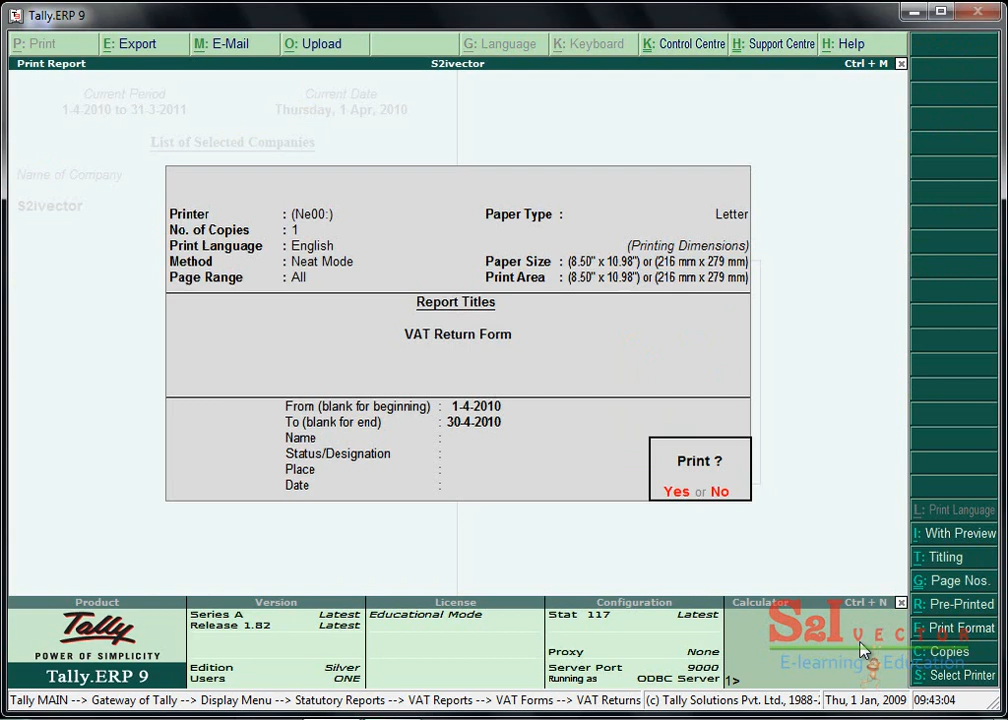 Tally.ERP 9
P: Print E: Export M: E-Mail O: Upload G: Language K: Keyboard K: Control Centre H: Support Centre H: Help
Print Report S2ivector Ctrl + M
Current Period Current Date
1-4-2010 to 31-3-2011 Thursday, 1 Apr, 2010
List of Selected Companies
Name of Company
S2ivector
Printer : (Ne00:) Paper Type : Letter
No. of Copies : 1
Print Language : English (Printing Dimensions)
Method : Neat Mode Paper Size : (8.50" x 10.98") or (216 mm x 279 mm)
Page Range : All Print Area : (8.50" x 10.98") or (216 mm x 279 mm)
Report Titles
VAT Return Form
From (blank for beginning) : 1-4-2010
To (blank for end) : 30-4-2010
Name :
Status/Designation :
Place :
Date :
Print ?
Yes or No
L: Print Language
I: With Preview
T: Titling
G: Page Nos.
R: Pre-Printed
F: Print Format
C: Copies
S: Select Printer
Product Version License Configuration Calculator Ctrl + N
Tally
POWER OF SIMPLICITY
Tally.ERP 9
Series A Latest
Release 1.82 Latest
Edition Silver
Users ONE
Educational Mode
Stat 117 Latest
Proxy None
Server Port 9000
Running as ODBC Server
1>
S2I VECTOR
E-learning Education
Tally MAIN --> Gateway of Tally --> Display Menu --> Statutory Reports --> VAT Reports --> VAT Forms --> VAT Returns (c) Tally Solutions Pvt. Ltd., 1988-2 Thu, 1 Jan, 2009 09:43:04